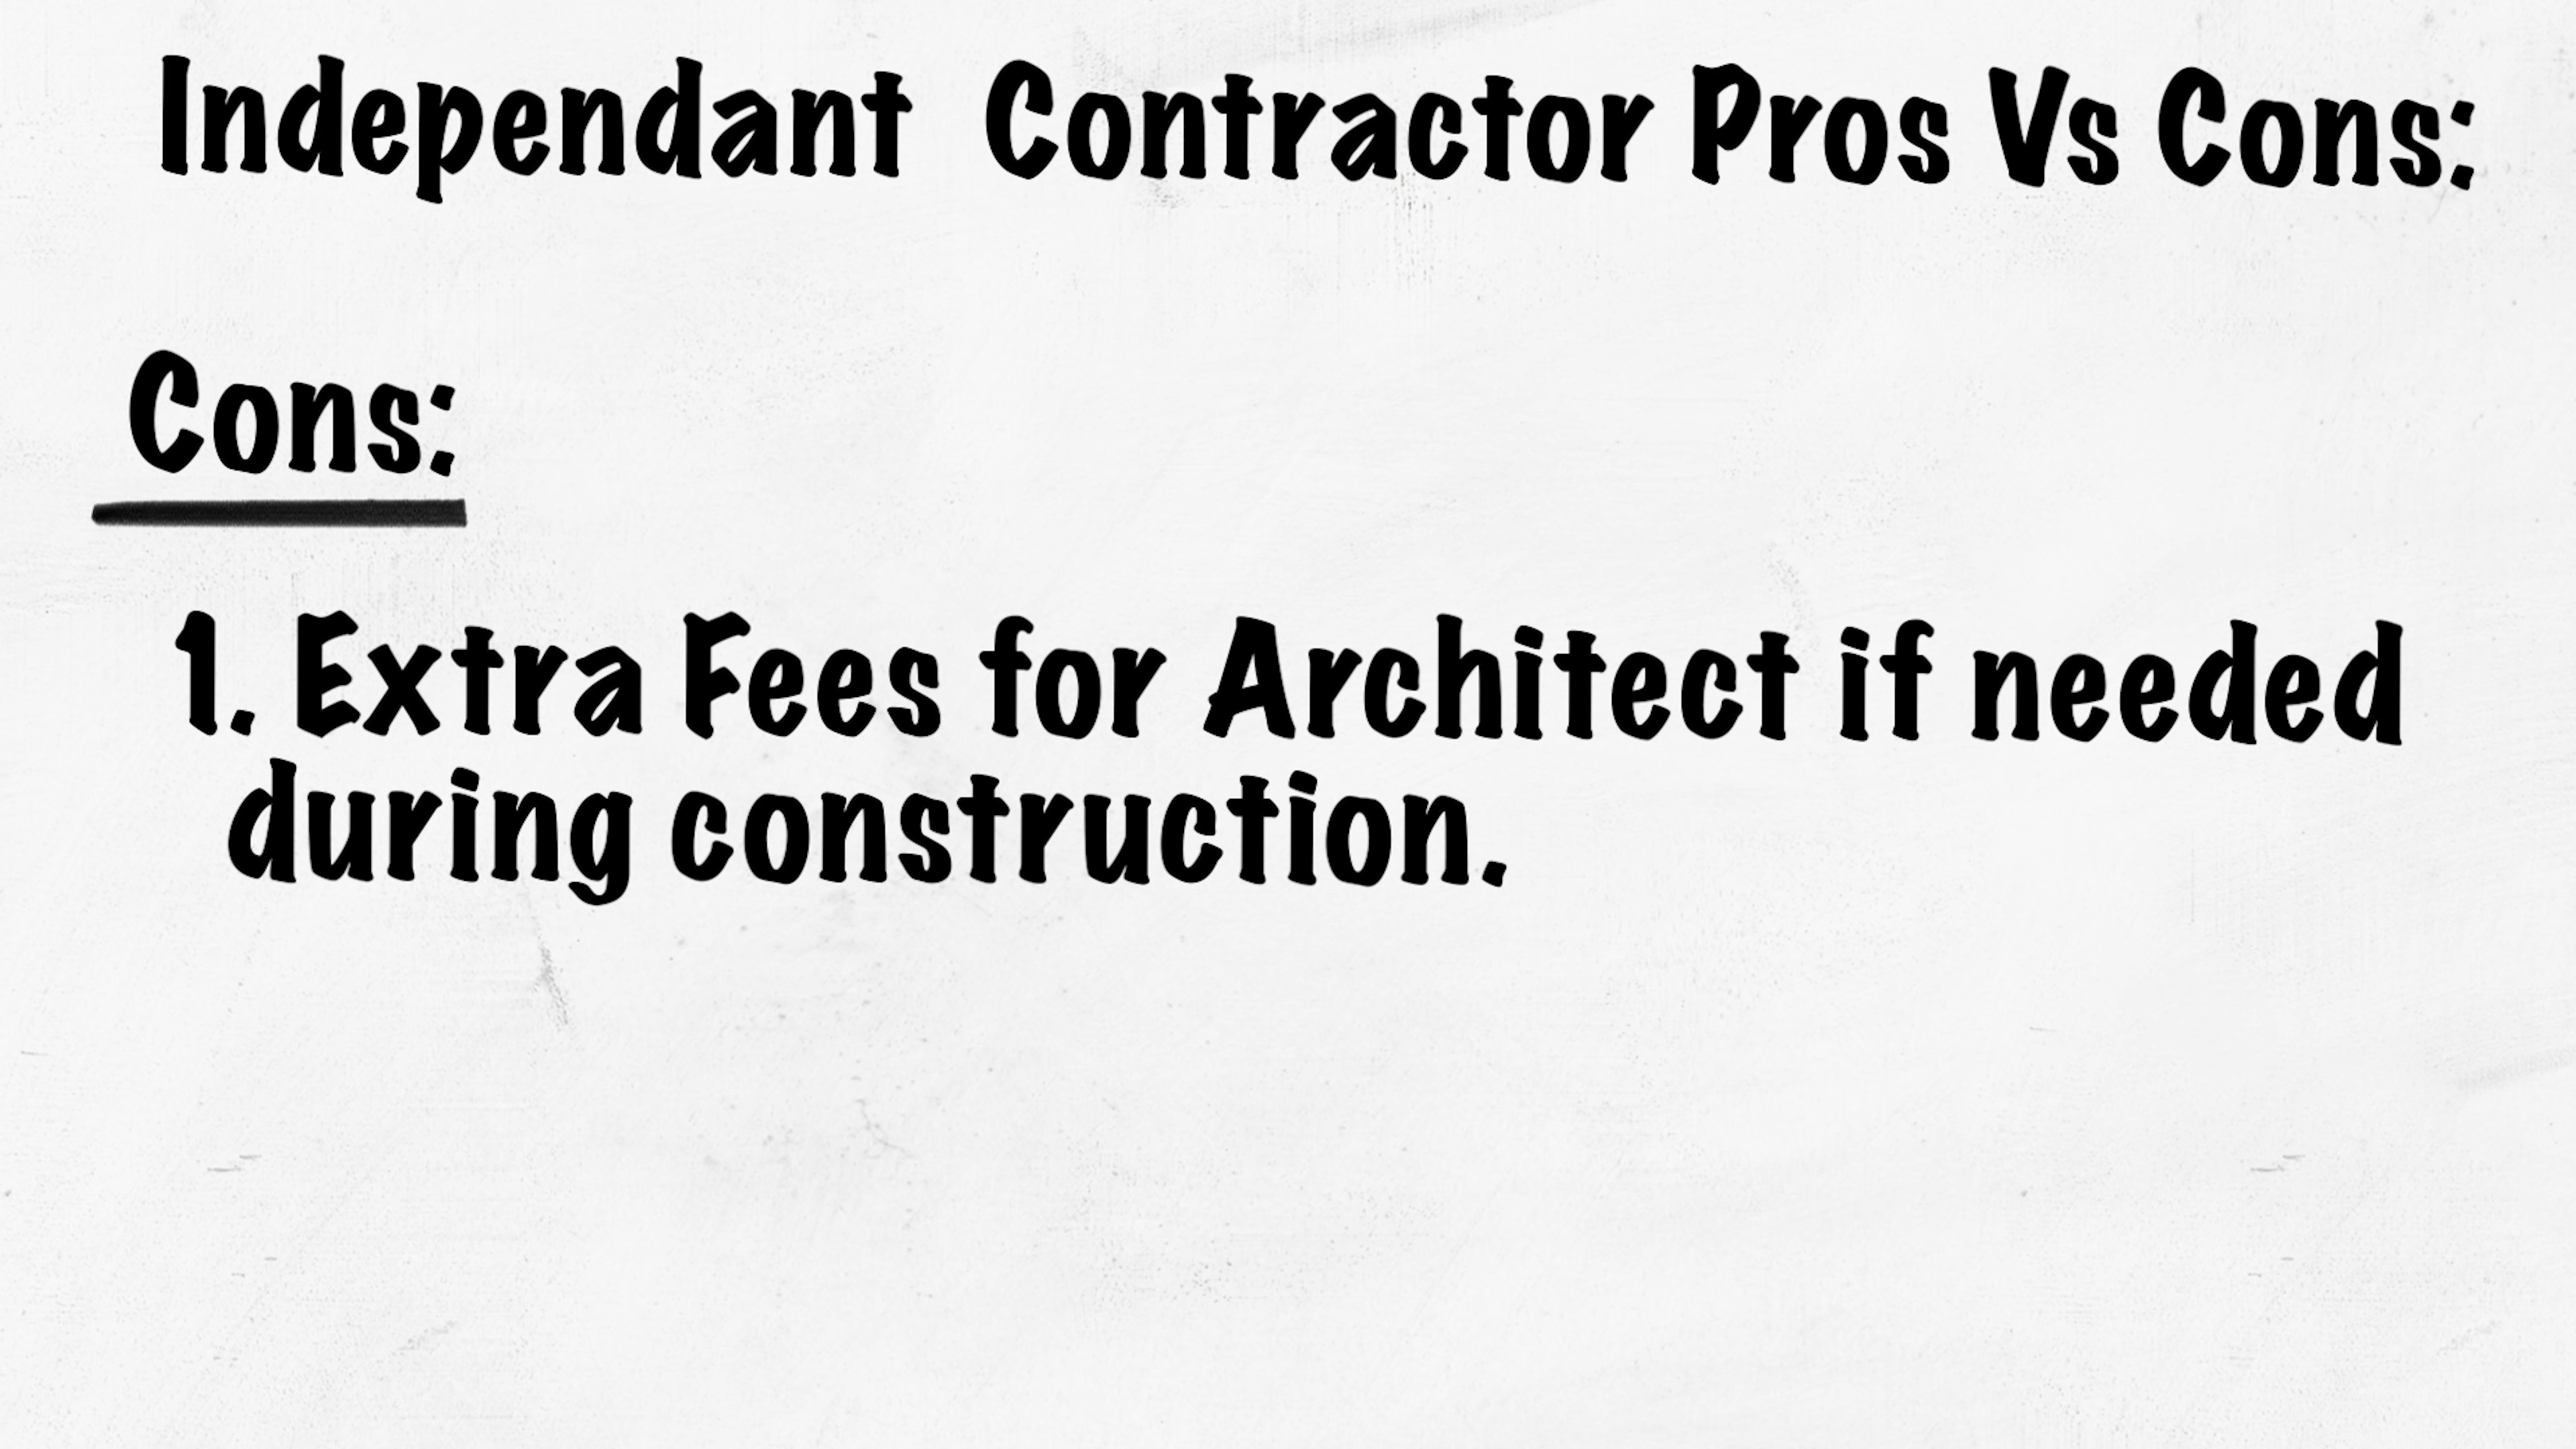 Independant Contractor Pros Vs Cons:
Cons:
1. Extra Fees for Architect if needed
during construction.